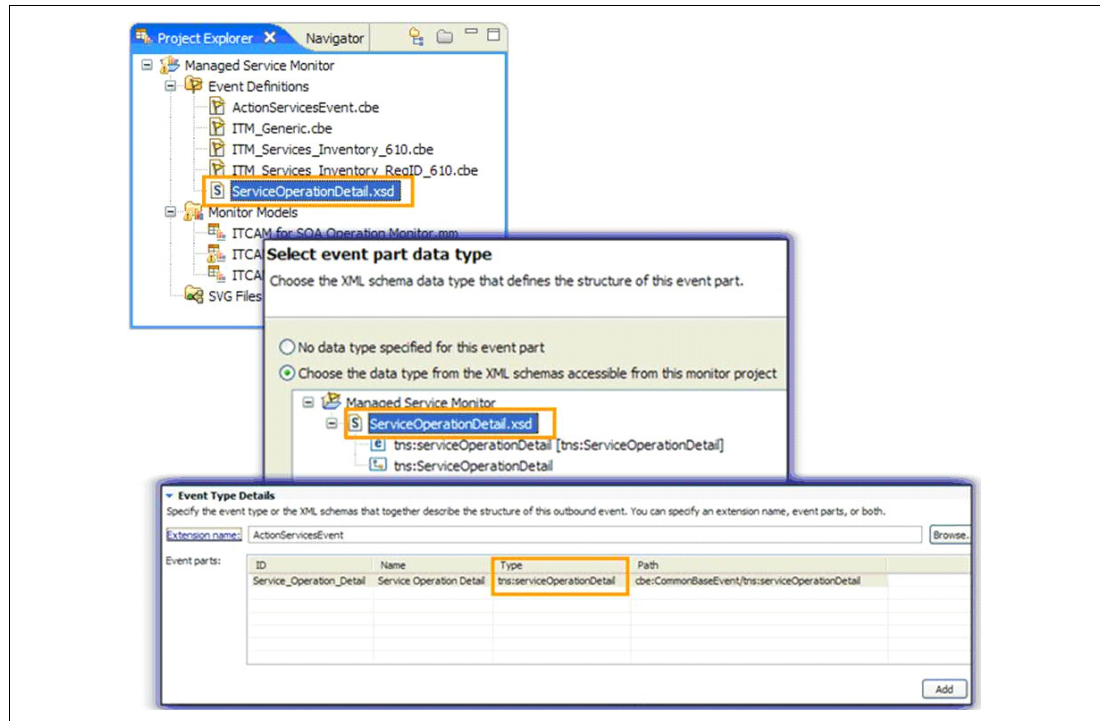 Project Explorer Navigator
Managed Service Monitor
Event Definitions
ActionServicesEvent.cbe
ITM_Generic.cbe
ITM_Services_Inventory_610.cbe
ITM_Services_Inventory_ReqID_610.cbe
ServiceOperationDetail.xsd
Monitor Models
ITCAM for SOA Operation Monitor.mm
ITCA
ITCA
SVG Files
Select event part data type
Choose the XML schema data type that defines the structure of this event part.
No data type specified for this event part
Choose the data type from the XML schemas accessible from this monitor project
Managed Service Monitor
ServiceOperationDetail.xsd
tns:serviceOperationDetail [tns:ServiceOperationDetail]
tns:ServiceOperationDetail
Event Type Details
Specify the event type or the XML schemas that together describe the structure of this outbound event. You can specify an extension name, event parts, or both.
Extension name: ActionServicesEvent Browse.
Event parts:
ID Name Type Path
Service_Operation_Detail Service Operation Detail tns:serviceOperationDetail cbe:CommonBaseEvent/tns:serviceOperationDetail
Add